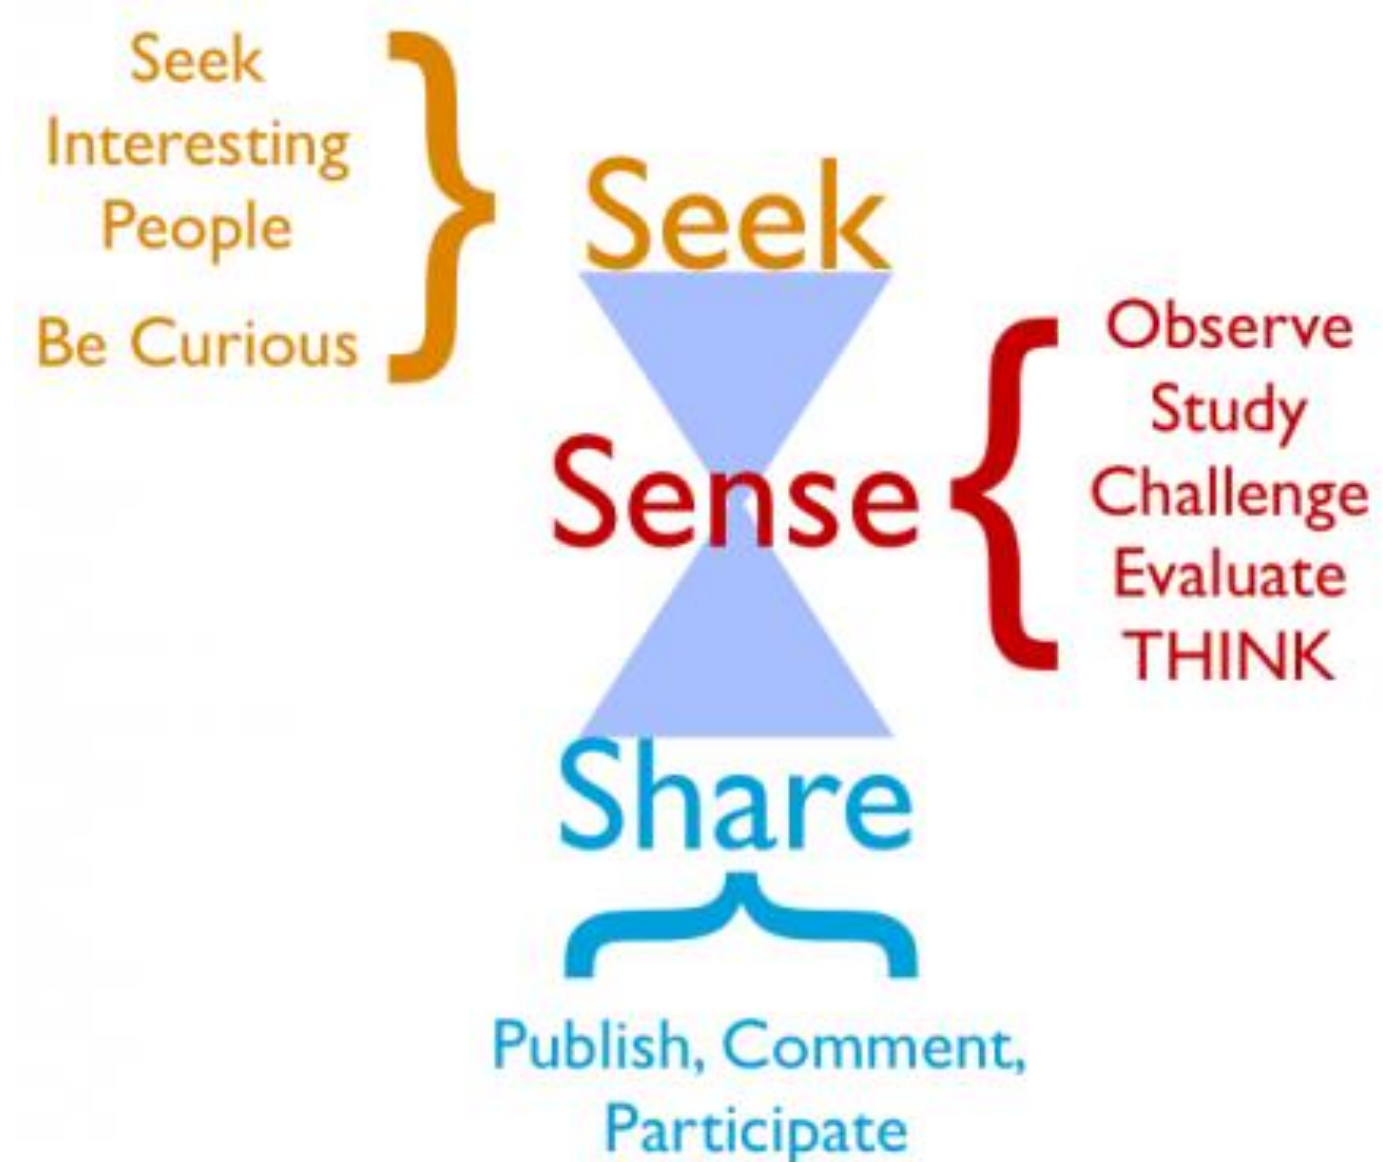 Seek
Interesting
People
Be Curious
Seek
Sense
Observe
Study
Challenge
Evaluate
THINK
Share
Publish, Comment,
Participate